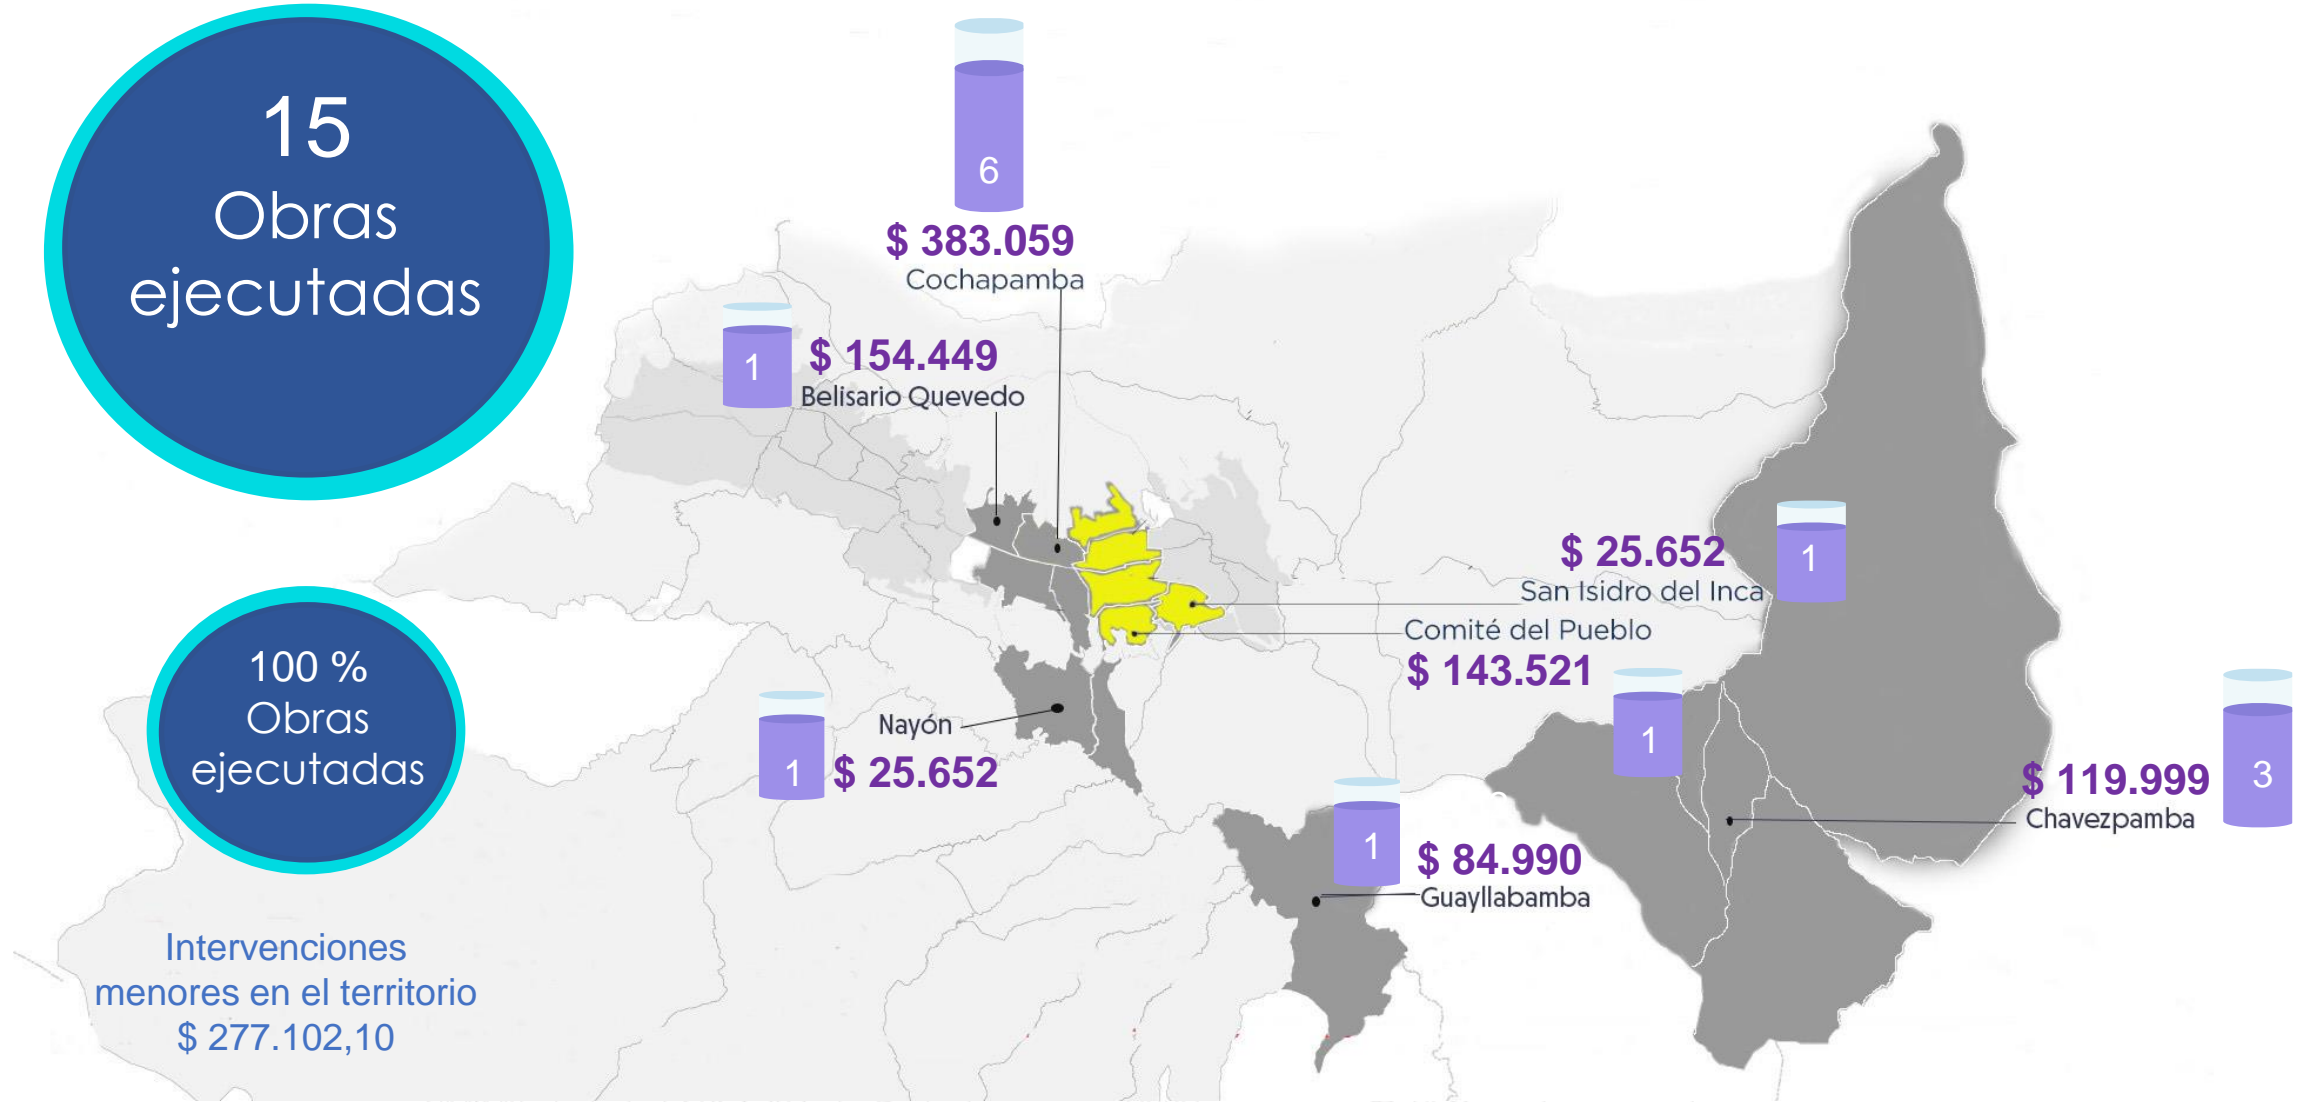 15
Obras
ejecutadas
6
$ 383.059
Cochapamba
1
$ 154.449
Belisario Quevedo
$ 25.652
San Isidro del Inca
1
Comité del Pueblo
$ 143.521
1
100 %
Obras
ejecutadas
Nayón
1
$ 25.652
$ 119.999
Chavezpamba
3
1
$ 84.990
Guayllabamba
Intervenciones
menores en el territorio
$ 277.102,10